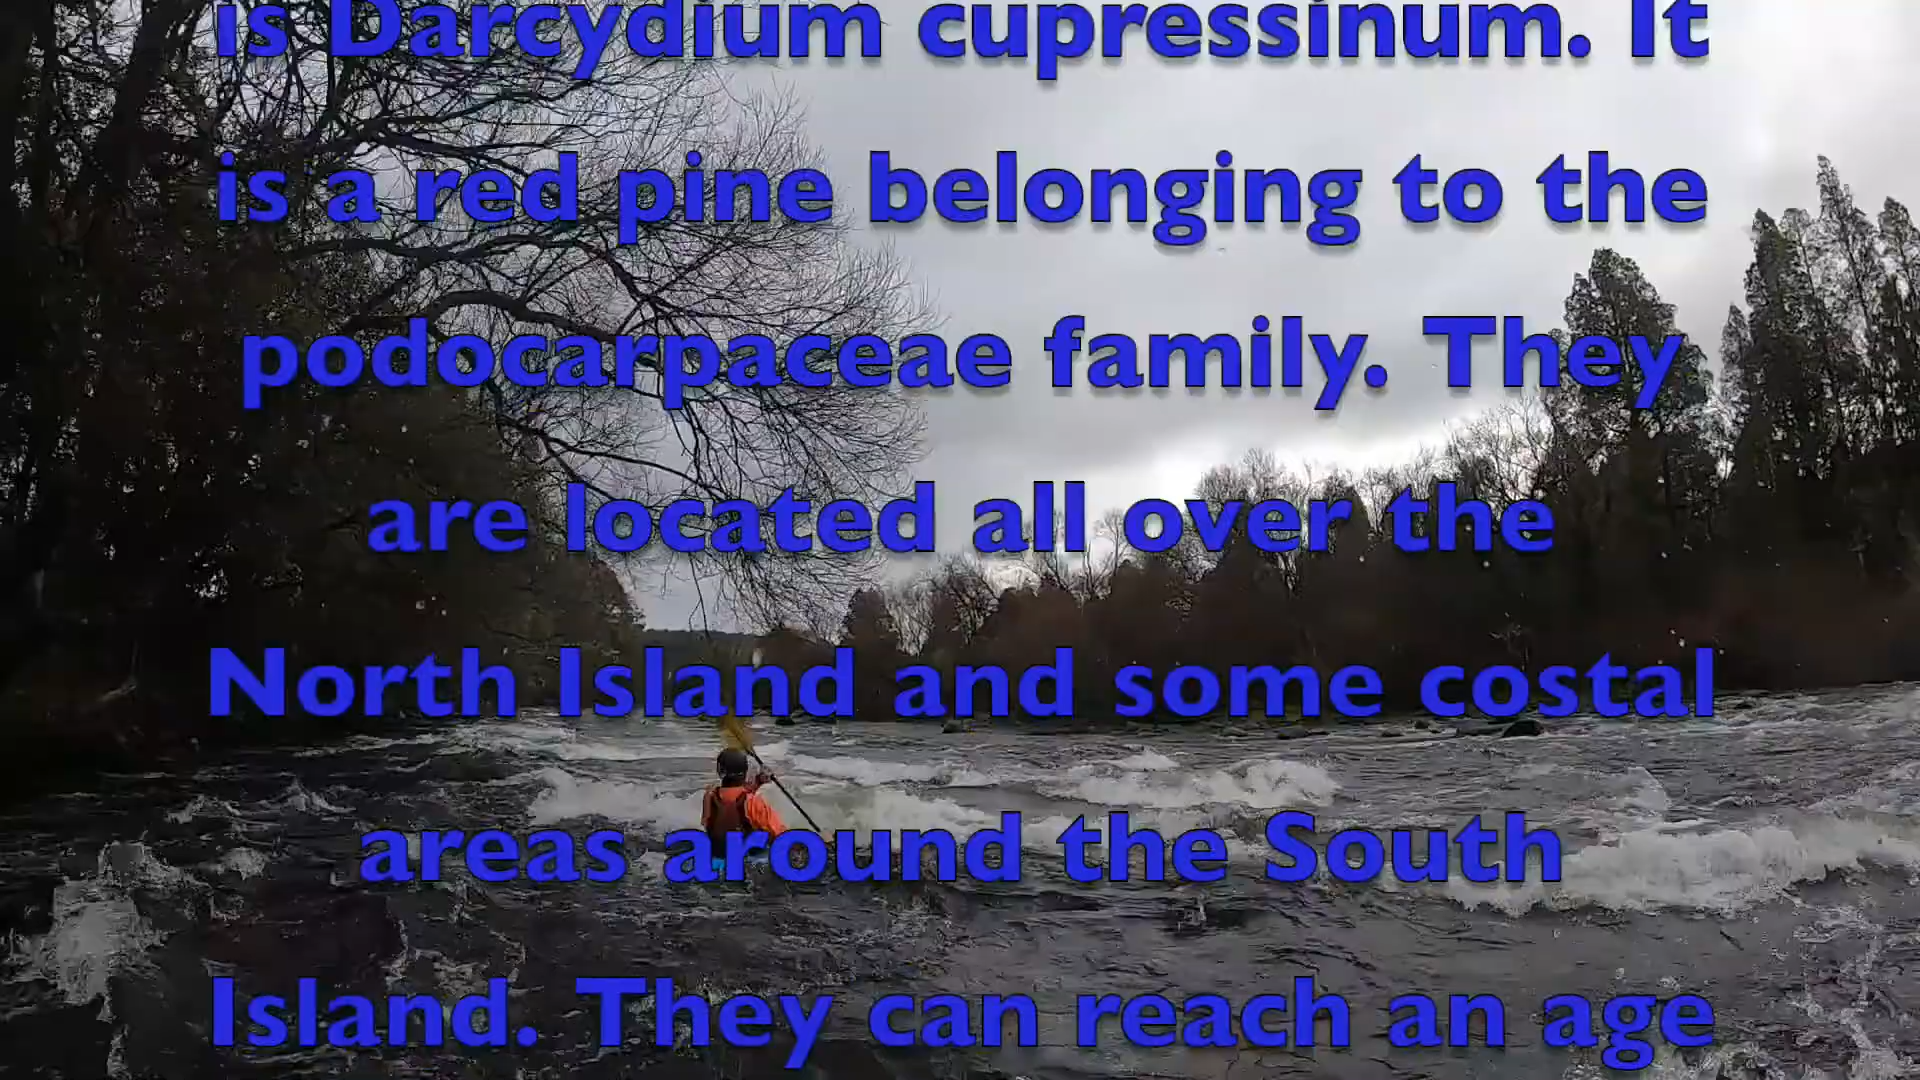 is Darcydium cupressinum. It
is a red pine belonging to the
podocarpaceae family. They
are located all over the
North Island and some costal
areas around the South
Island. They can reach an age